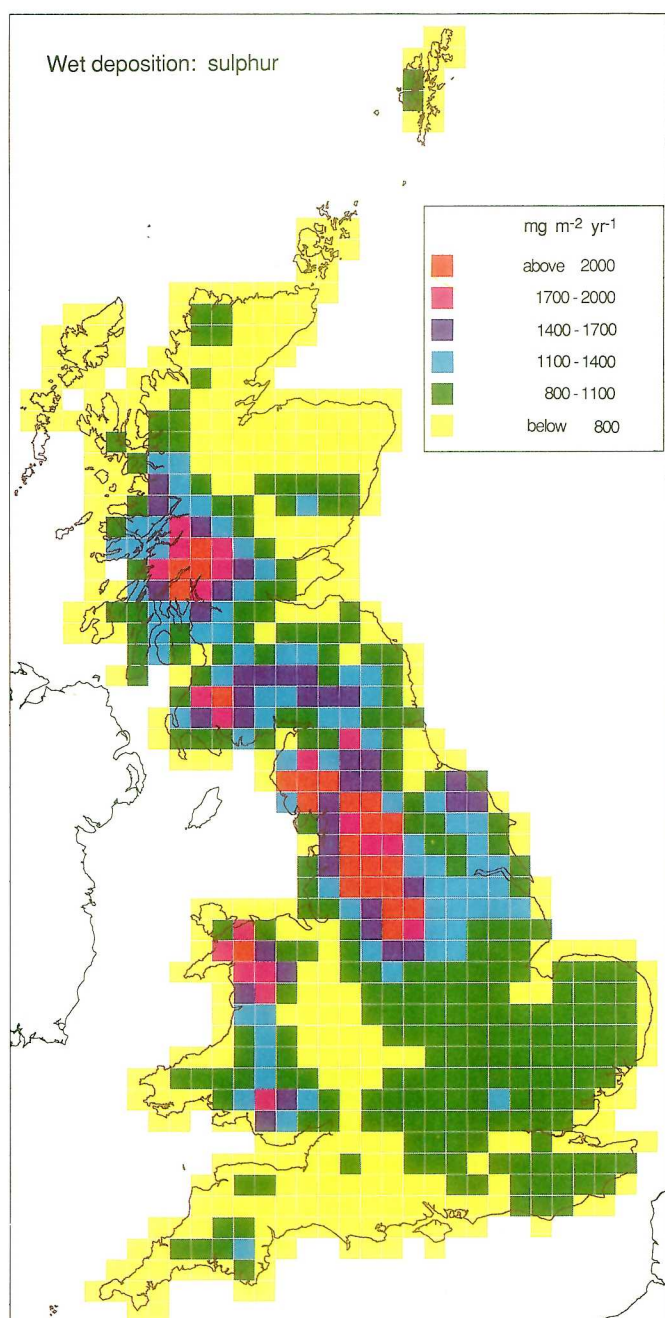 Wet deposition: sulphur
mg m-2 yr-1
above 2000
1700 - 2000
1400 - 1700
1100 - 1400
800 - 1100
below 800